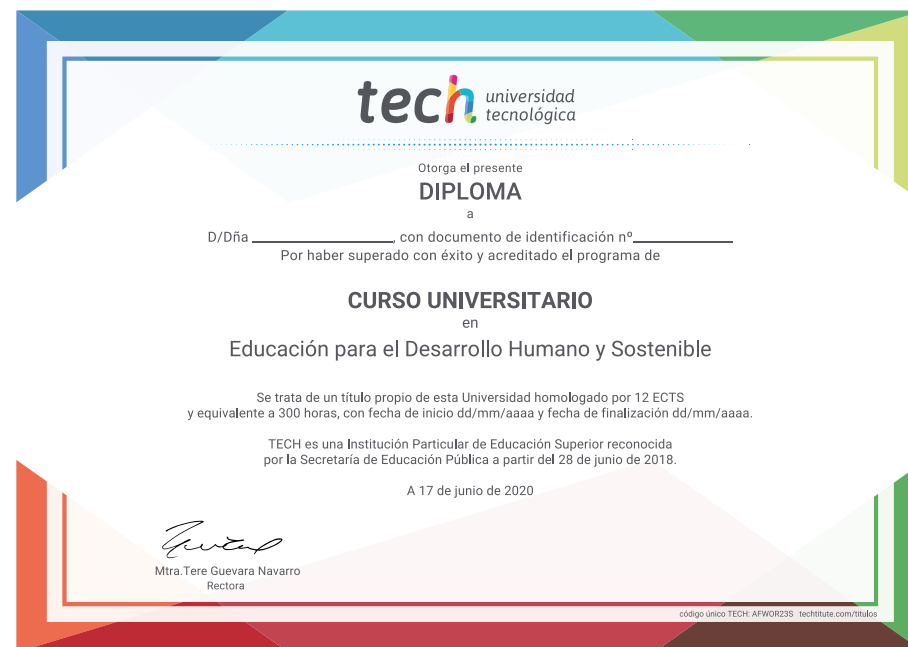 tech universidad
tecnológica
Otorga el presente
DIPLOMA
a
D/Dña ____________________, con documento de identificación nº______________
Por haber superado con éxito y acreditado el programa de
CURSO UNIVERSITARIO
en
Educación para el Desarrollo Humano y Sostenible
Se trata de un título propio de esta Universidad homologado por 12 ECTS
y equivalente a 300 horas, con fecha de inicio dd/mm/aaaa y fecha de finalización dd/mm/aaaa.
TECH es una Institución Particular de Educación Superior reconocida
por la Secretaría de Educación Pública a partir del 28 de junio de 2018.
A 17 de junio de 2020
Mtra.Tere Guevara Navarro
Rectora
código único TECH: AFWOR23S techtitute.com/titulos